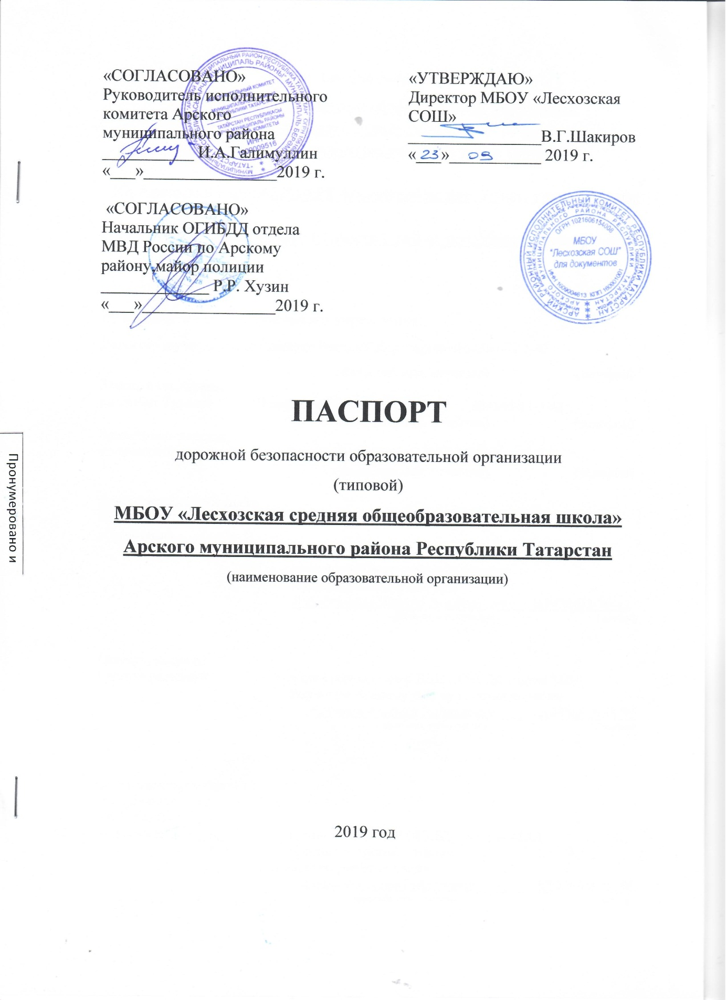 «СОГЛАСОВАНО»
Руководитель исполнительного
комитета Арского
муниципального района
___________ И.А.Галимуллин
«___»________________2019 г.
«УТВЕРЖДАЮ»
Директор МБОУ «Лесхозская
СОШ»
________________В.Г.Шакиров
«23»___09______ 2019 г.
«СОГЛАСОВАНО»
Начальник ОГИБДД отдела
МВД России по Арскому
району,майор полиции
_____________ Р.Р. Хузин
«___»________________2019 г.
ОГРН 1021606154008
МБОУ
"Лесхозская СОШ"
для документов
ИНН 1609004613 КПП 160901001
ПАСПОРТ
дорожной безопасности образовательной организации
(типовой)
МБОУ «Лесхозская средняя общеобразовательная школа»
Арского муниципального района Республики Татарстан
(наименование образовательной организации)
Пронумеровано и
2019 год